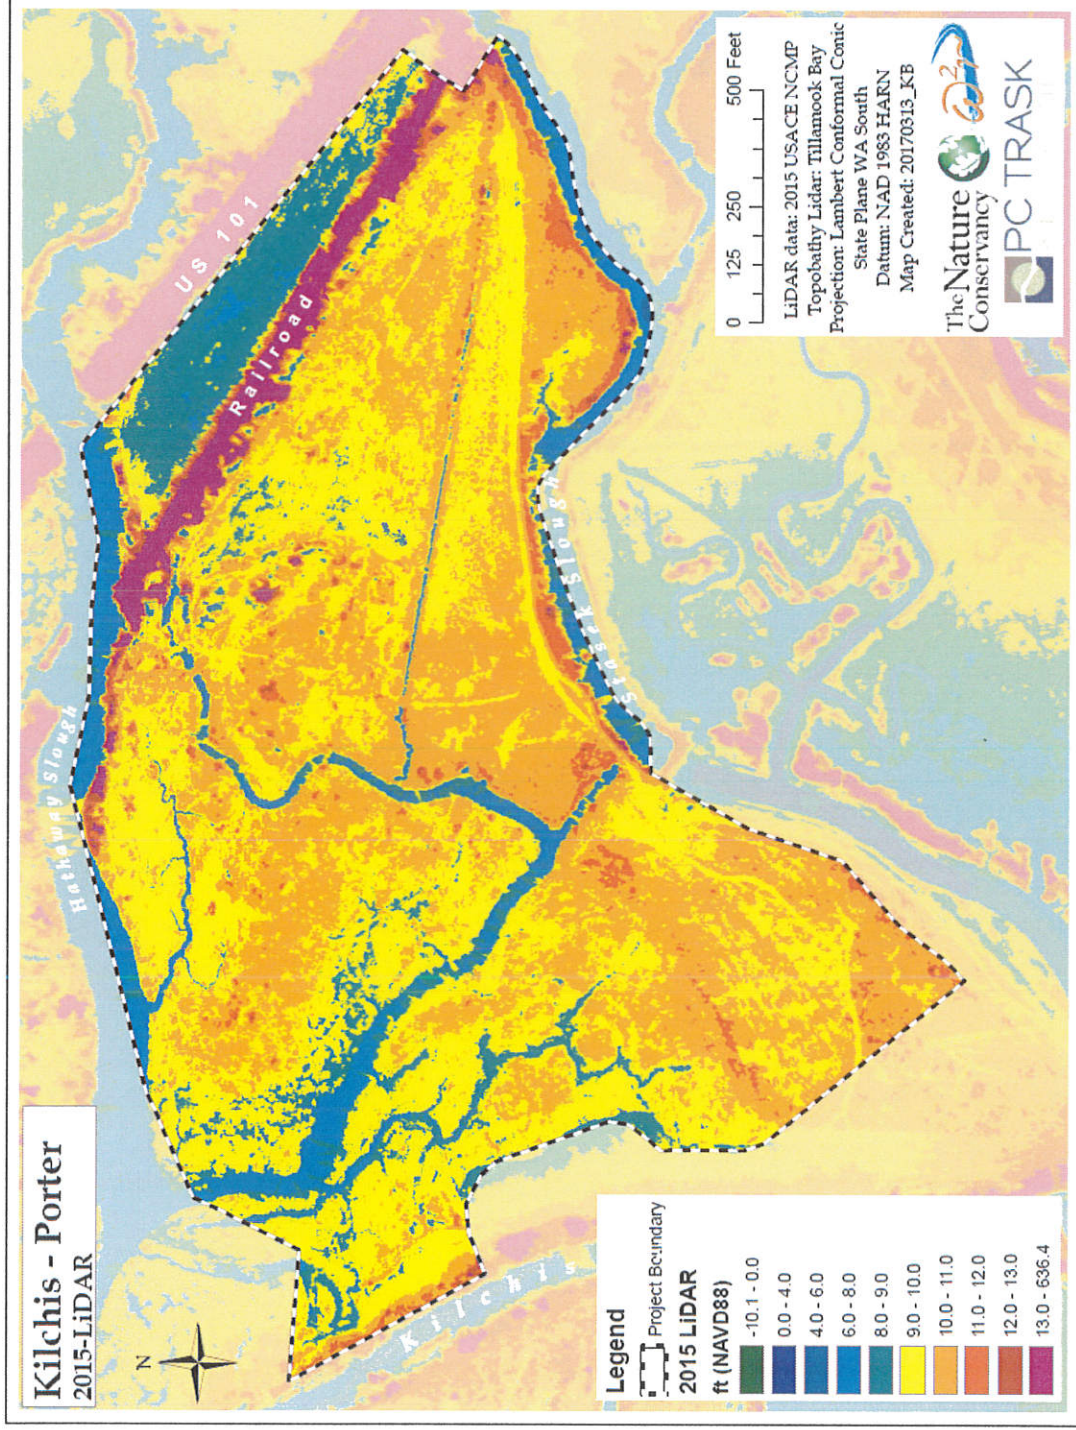 Kilchis - Porter
2015-LiDAR
N
Hathaway Slough
US 101
Railroad
Stasek Slough
Kilchis
Legend
Project Boundary
2015 LiDAR
ft (NAVD88)
-10.1 - 0.0
0.0 - 4.0
4.0 - 6.0
6.0 - 8.0
8.0 - 9.0
9.0 - 10.0
10.0 - 11.0
11.0 - 12.0
12.0 - 13.0
13.0 - 636.4
0 125 250 500 Feet
LiDAR data: 2015 USACE NCMP
Topobathy Lidar: Tillamook Bay
Projection: Lambert Conformal Conic
State Plane WA South
Datum: NAD 1983 HARN
Map Created: 20170313_KB
The Nature
Conservancy
PC TRASK